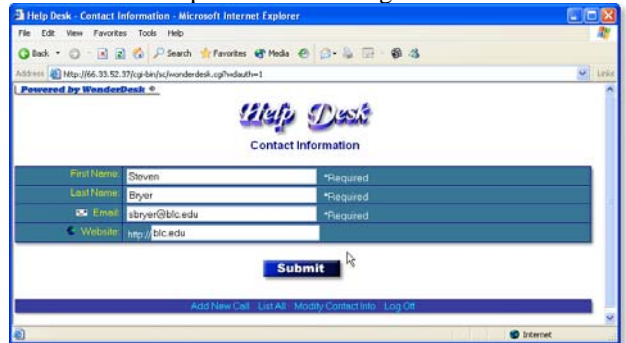 Help Desk - Contact Information - Microsoft Internet Explorer
File Edit View Favorites Tools Help
Back Search Favorites Media
Address http://66.33.52.37/cgi-bin/sc/wonderdesk.cgi?wdauth=1 Links
Powered by WonderDesk ©
Help Desk
Contact Information
First Name: Steven *Required
Last Name: Bryer *Required
Email: sbryer@blc.edu *Required
Website: http:// blc.edu
Submit
Add New Call List All Modify Contact Info Log Off
Internet